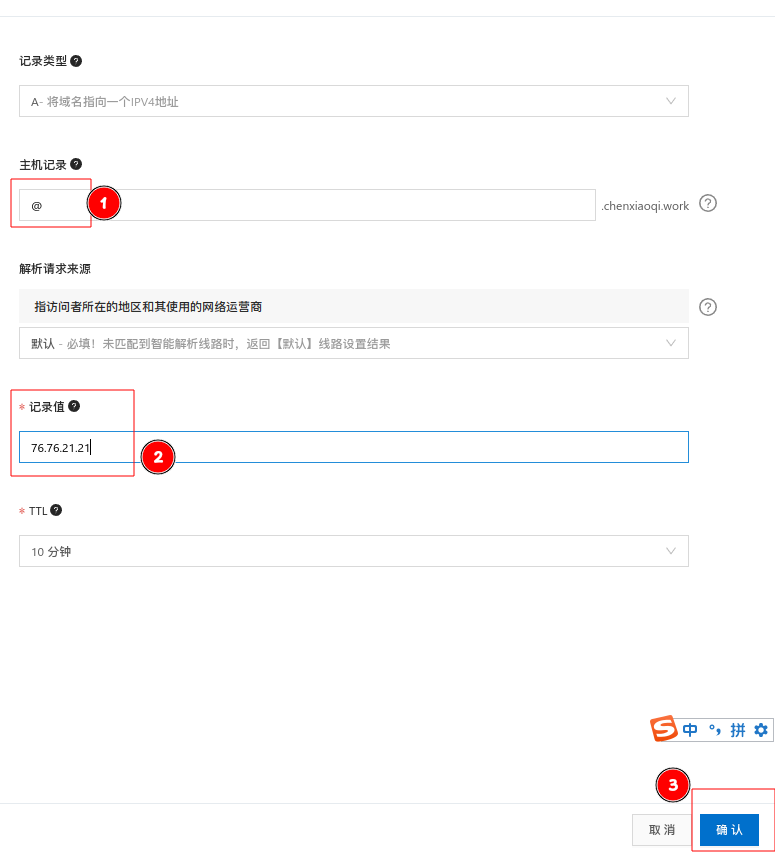 记录类型 ?
A- 将域名指向一个IPV4地址
主机记录 ?
@
1
.chenxiaoqi.work ?
解析请求来源
指访问者所在的地区和其使用的网络运营商 ?
默认 - 必填！未匹配到智能解析线路时，返回【默认】线路设置结果
* 记录值 ?
76.76.21.21
2
* TTL ?
10 分钟
S 中 °, 拼
3
取 消
确 认